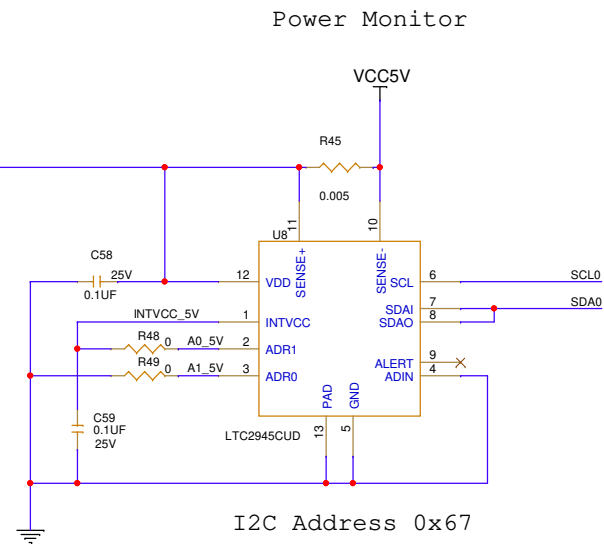 Power Monitor
VCC5V
R45
0.005
11
10
U8
SENSE+
SENSE-
C58
25V
0.1UF
12
VDD
SCL
6
SCL0
INTVCC_5V
1
INTVCC
SDAI
7
SDA0
SDAO
8
R48
0
A0_5V
2
ADR1
R49
0
A1_5V
3
ADR0
ALERT
9
ADIN
4
C59
0.1UF
25V
PAD
GND
LTC2945CUD
13
5
I2C Address 0x67